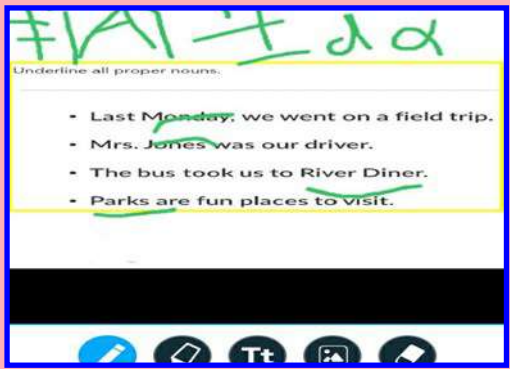 Underline all proper nouns.
• Last Monday, we went on a field trip.
• Mrs. Jones was our driver.
• The bus took us to River Diner.
• Parks are fun places to visit.
Tt